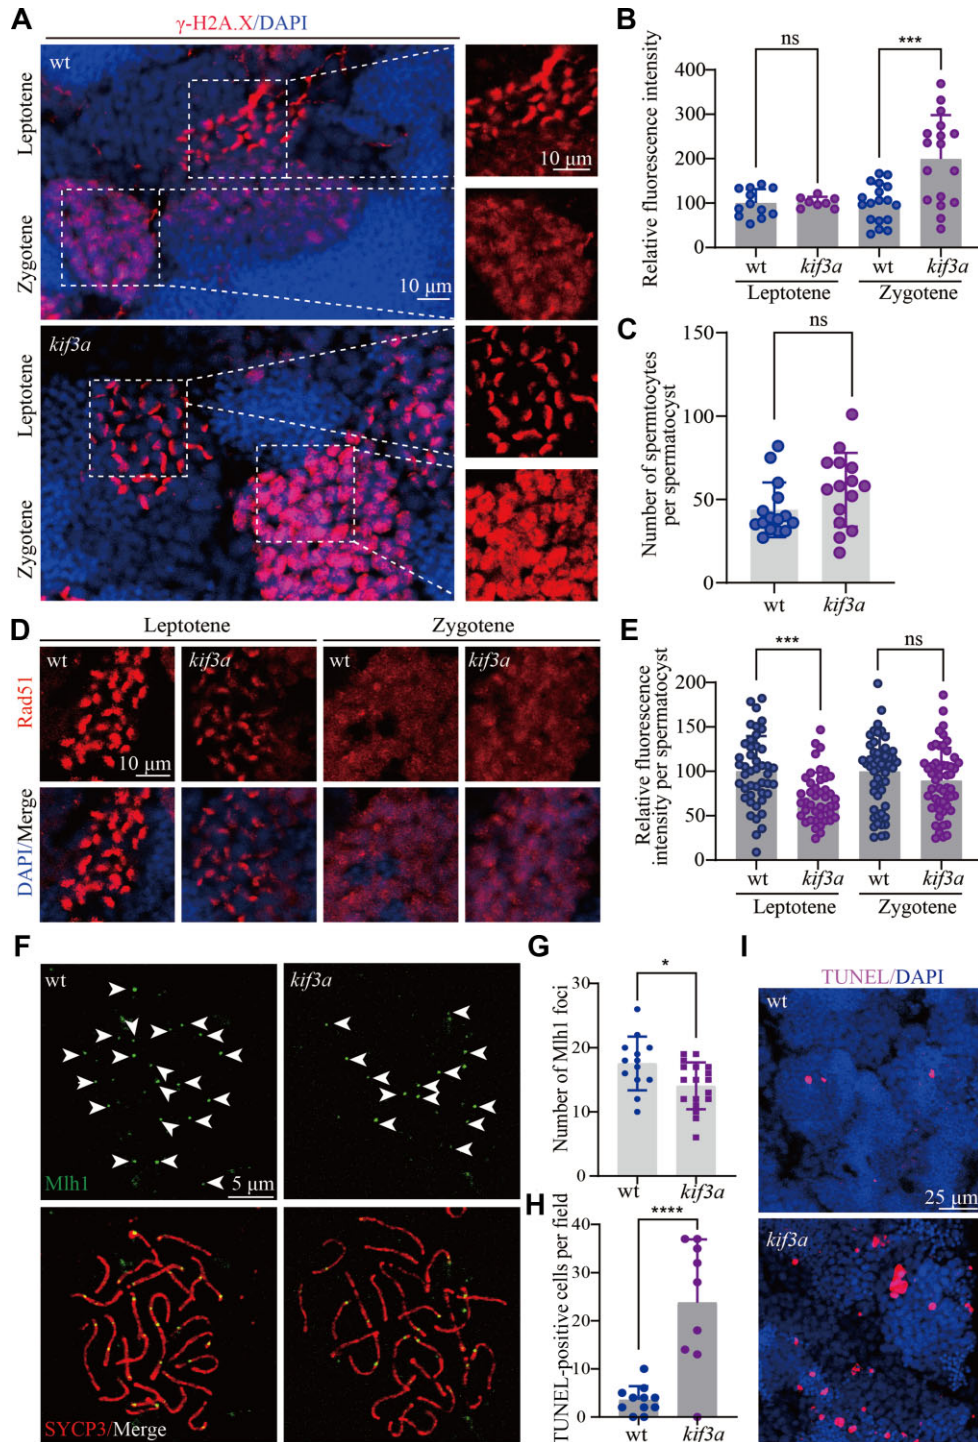 A
γ-H2A.X/DAPI
wt
Leptotene
Zygotene
10 μm
10 μm
kif3a
Leptotene
Zygotene
B
Relative fluorescence intensity
400
300
200
100
0
ns
***
wt
kif3a
wt
kif3a
Leptotene
Zygotene
C
Number of spermtocytes
per spermatocyst
150
100
50
0
ns
wt
kif3a
D
Leptotene
Zygotene
wt
kif3a
wt
kif3a
Rad51
10 μm
DAPI/Merge
E
Relative fluorescence
intensity per spermatocyst
200
150
100
50
0
***
ns
wt
kif3a
wt
kif3a
Leptotene
Zygotene
F
wt
kif3a
Mlh1
5 μm
SYCP3/Merge
G
Number of Mlh1 foci
30
20
10
0
*
wt
kif3a
H
TUNEL-positive cells per field
40
30
20
10
0
****
wt
kif3a
I
TUNEL/DAPI
wt
25 μm
kif3a